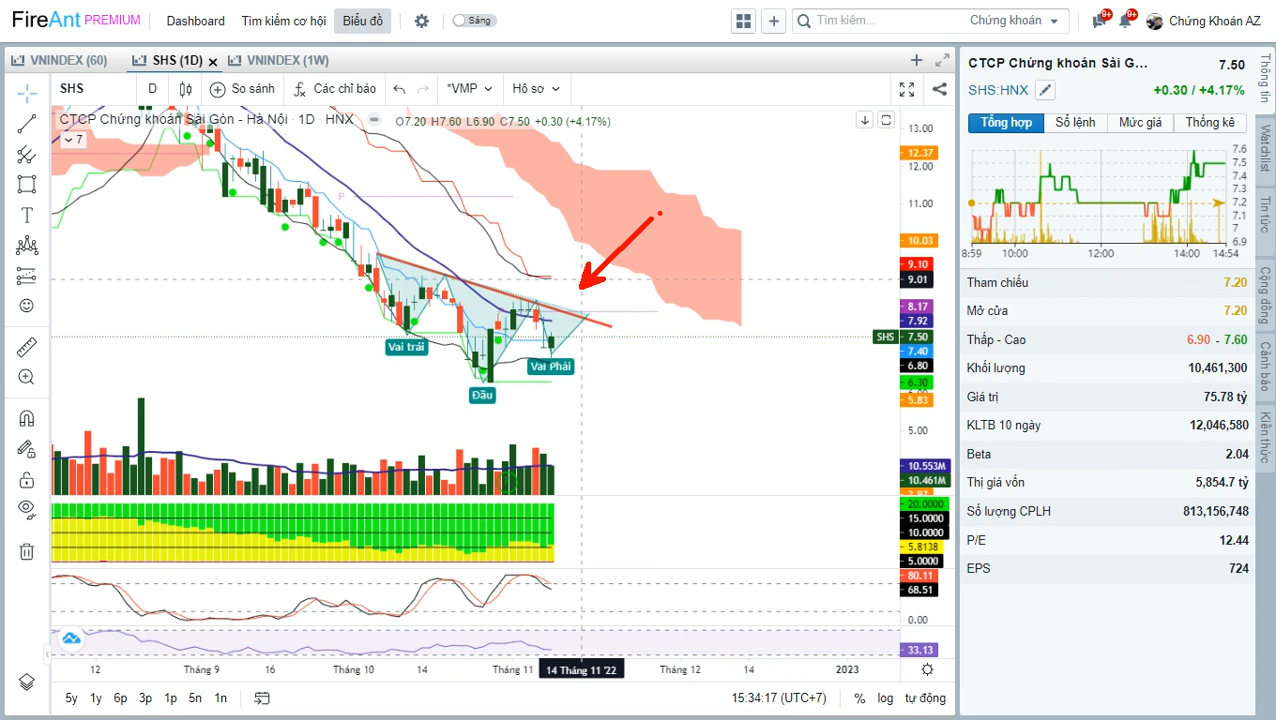 FireAnt PREMIUM Dashboard Tìm kiếm cơ hội Biểu đồ Sáng Tìm kiếm... Chứng khoán 9+ 9+ Chứng Khoán AZ
VNINDEX (60) SHS (1D) VNINDEX (1W)
SHS D So sánh Các chỉ báo *VMP Hồ sơ
CTCP Chứng khoán Sài Gòn - Hà Nội 1D HNX O7.20 H7.60 L6.90 C7.50 +0.30 (+4.17%)
7
P
Vai trái
Đầu
Vai Phải
13.00
12.37
12.00
11.00
10.03
9.10
9.01
8.17
7.92
SHS 7.50
7.40
6.80
6.30
5.83
5.00
10.553M
10.461M
20.0000
15.0000
10.0000
5.8138
5.0000
80.11
68.51
0.00
33.13
12 Tháng 9 16 Tháng 10 14 Tháng 11 14 Tháng 11 '22 Tháng 12 14 2023
5y 1y 6p 3p 1p 5n 1n 15:34:17 (UTC+7) % log tự động
CTCP Chứng khoán Sài G... 7.50
SHS:HNX +0.30 / +4.17%
Tổng hợp Sổ lệnh Mức giá Thống kê
7.6
7.5
7.4
7.3
7.2
7.1
7
6.9
8:59 10:00 12:00 14:00 14:54
Tham chiếu 7.20
Mở cửa 7.20
Thấp - Cao 6.90 - 7.60
Khối lượng 10,461,300
Giá trị 75.78 tỷ
KLTB 10 ngày 12,046,580
Beta 2.04
Thị giá vốn 5,854.7 tỷ
Số lượng CPLH 813,156,748
P/E 12.44
EPS 724
Thông tin
Watchlist
Tin tức
Cộng đồng
Cảnh báo
Kiến thức